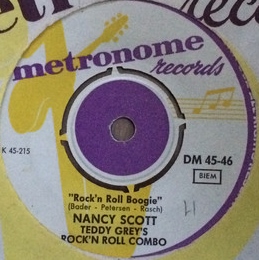 metronome
records
K 45-215
DM 45-46
BIEM
"Rock'n Roll Boogie"
(Bader - Petersen - Rasch)
NANCY SCOTT
TEDDY GREY'S
ROCK'N ROLL COMBO